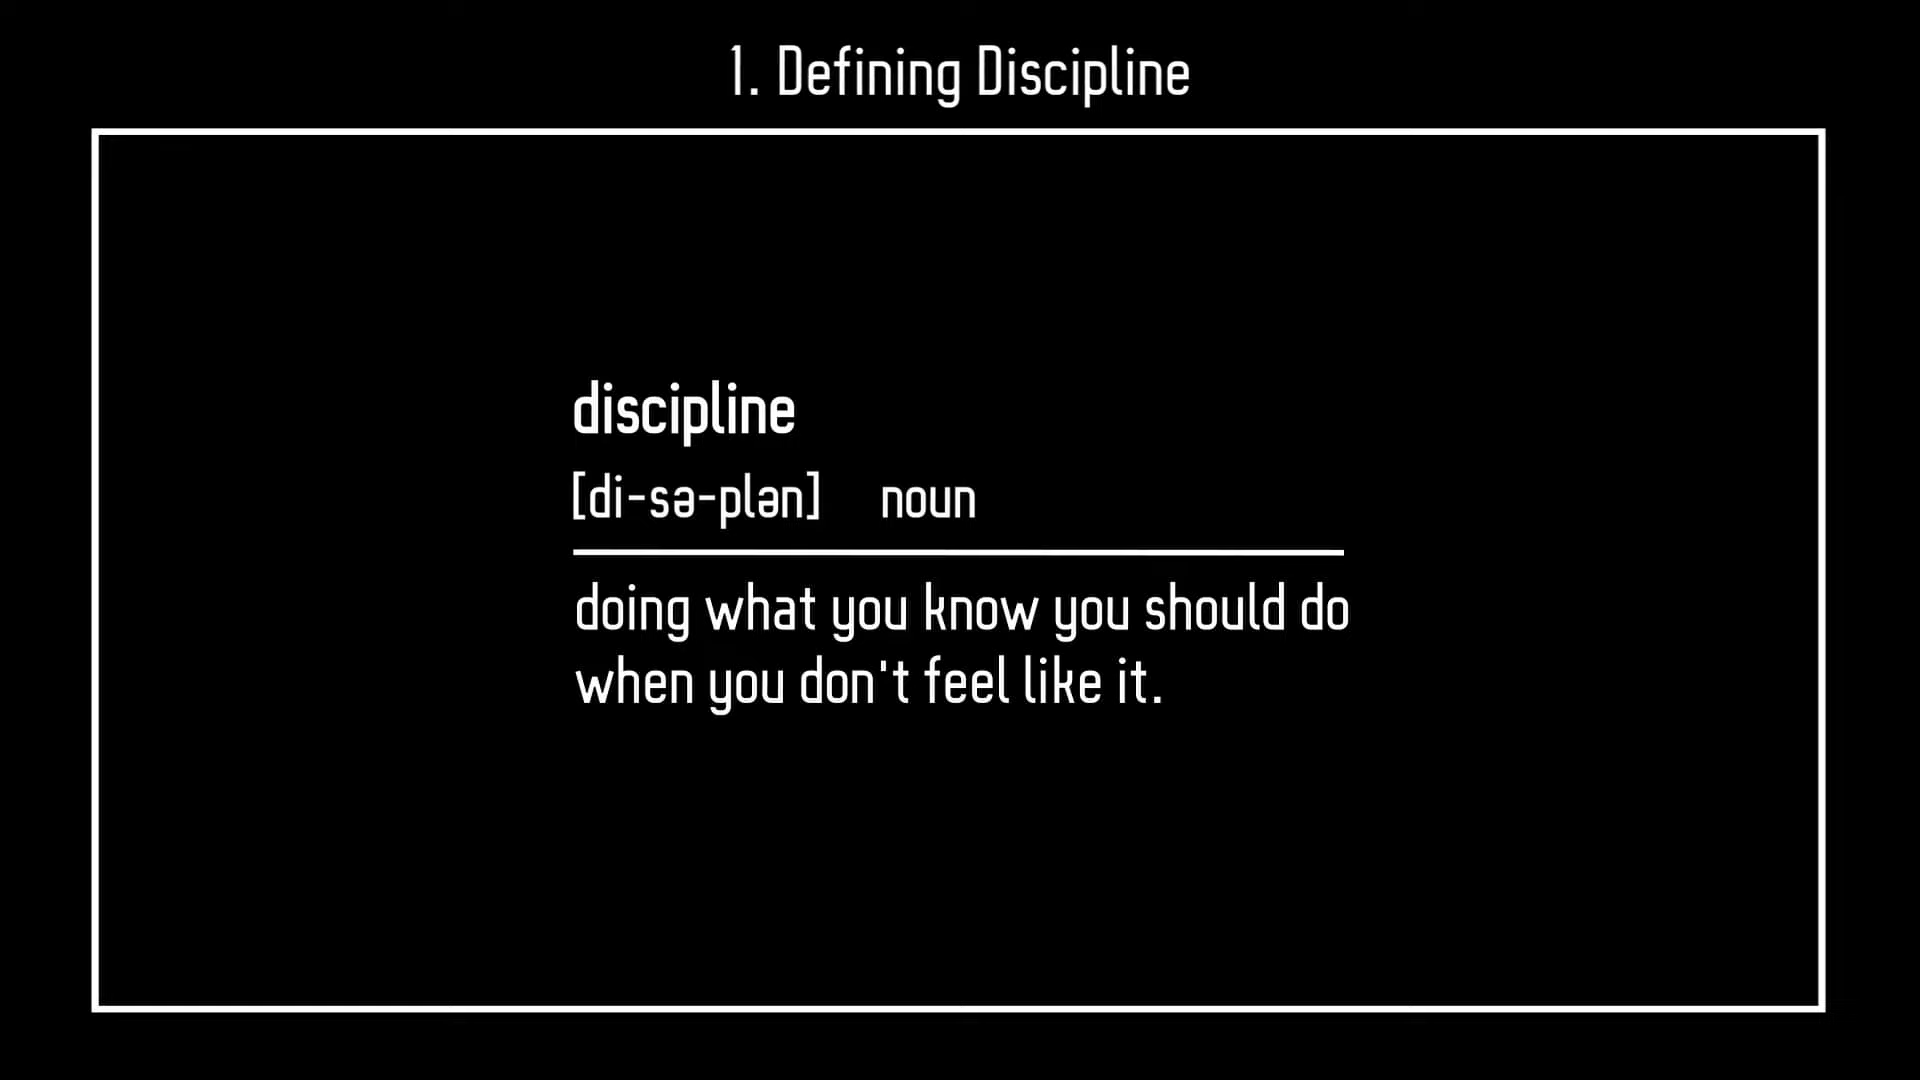 1. Defining Discipline
discipline
[di-sə-plən] noun
doing what you know you should do
when you don't feel like it.